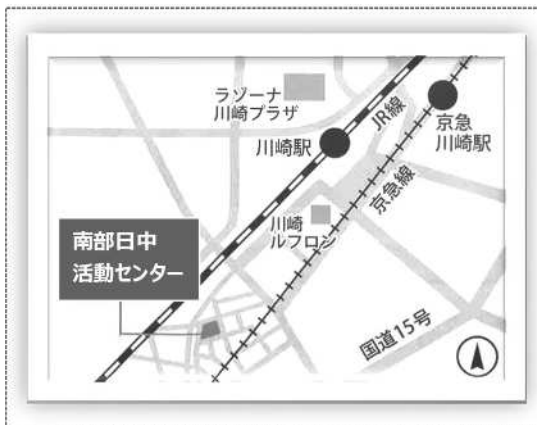 ラゾーナ
川崎プラザ
川崎駅
JR線
京急
川崎駅
京急線
川崎
ルフロン
南部日中
活動センター
国道15号